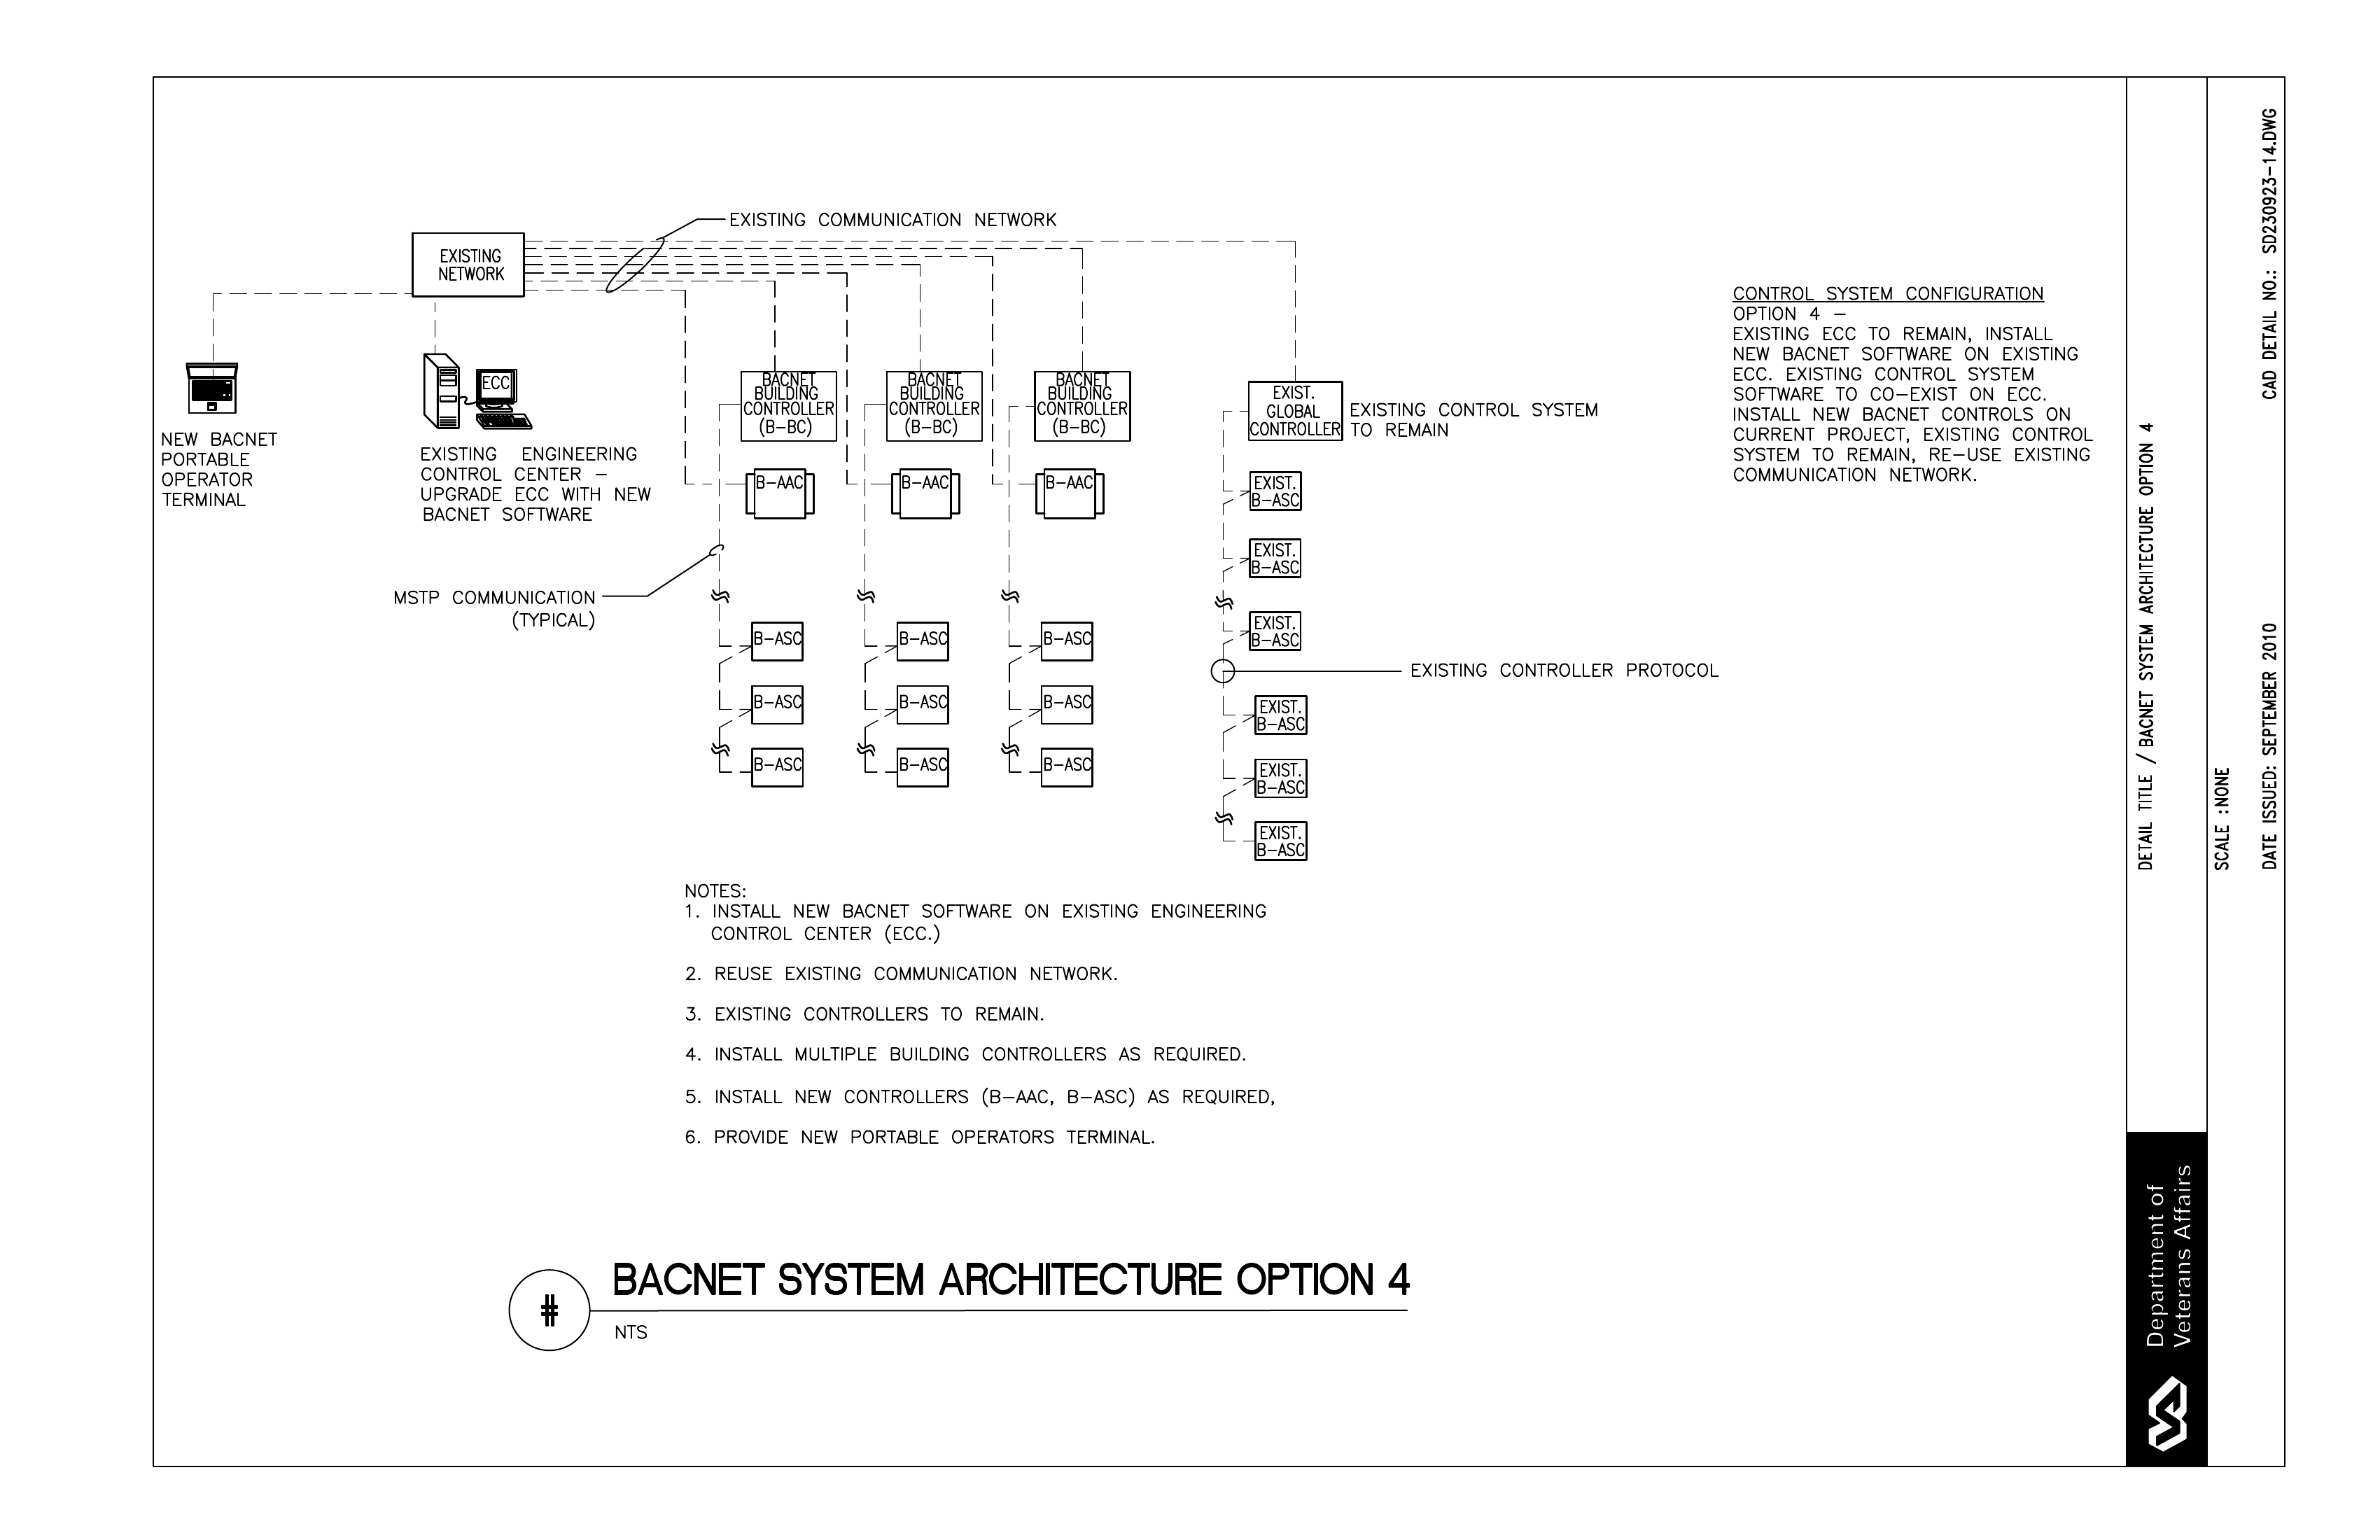 EXISTING COMMUNICATION NETWORK
EXISTING
NETWORK
NEW BACNET
PORTABLE
OPERATOR
TERMINAL
ECC
EXISTING ENGINEERING
CONTROL CENTER –
UPGRADE ECC WITH NEW
BACNET SOFTWARE
BACNET
BUILDING
CONTROLLER
(B–BC)
BACNET
BUILDING
CONTROLLER
(B–BC)
BACNET
BUILDING
CONTROLLER
(B–BC)
EXIST.
GLOBAL
CONTROLLER
EXISTING CONTROL SYSTEM
TO REMAIN
B–AAC
B–AAC
B–AAC
MSTP COMMUNICATION
(TYPICAL)
B–ASC
B–ASC
B–ASC
B–ASC
B–ASC
B–ASC
B–ASC
B–ASC
B–ASC
EXIST.
B–ASC
EXIST.
B–ASC
EXIST.
B–ASC
EXISTING CONTROLLER PROTOCOL
EXIST.
B–ASC
EXIST.
B–ASC
EXIST.
B–ASC
CONTROL SYSTEM CONFIGURATION
OPTION 4 –
EXISTING ECC TO REMAIN, INSTALL
NEW BACNET SOFTWARE ON EXISTING
ECC. EXISTING CONTROL SYSTEM
SOFTWARE TO CO–EXIST ON ECC.
INSTALL NEW BACNET CONTROLS ON
CURRENT PROJECT, EXISTING CONTROL
SYSTEM TO REMAIN, RE–USE EXISTING
COMMUNICATION NETWORK.
NOTES:
1. INSTALL NEW BACNET SOFTWARE ON EXISTING ENGINEERING
CONTROL CENTER (ECC.)
2. REUSE EXISTING COMMUNICATION NETWORK.
3. EXISTING CONTROLLERS TO REMAIN.
4. INSTALL MULTIPLE BUILDING CONTROLLERS AS REQUIRED.
5. INSTALL NEW CONTROLLERS (B–AAC, B–ASC) AS REQUIRED,
6. PROVIDE NEW PORTABLE OPERATORS TERMINAL.
#
BACNET SYSTEM ARCHITECTURE OPTION 4
NTS
DETAIL TITLE / BACNET SYSTEM ARCHITECTURE OPTION 4
SCALE :NONE
DATE ISSUED: SEPTEMBER 2010
CAD DETAIL NO.: SD230923–14.DWG
Department of
Veterans Affairs